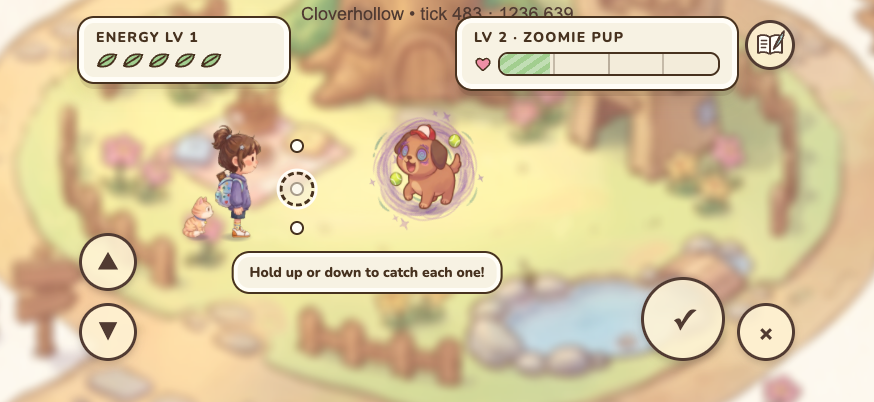 Cloverhollow • tick 483 · 1236,639
ENERGY LV 1
LV 2 · ZOOMIE PUP
Hold up or down to catch each one!